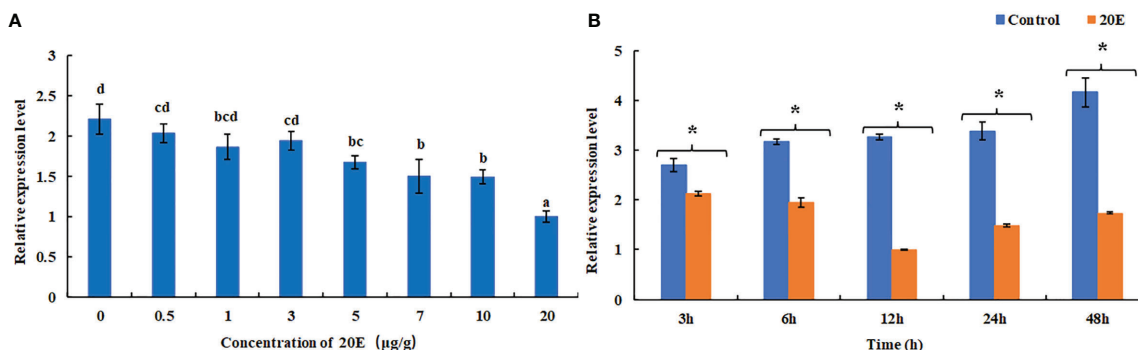 A
Relative expression level
3
2.5
2
1.5
1
0.5
0
d
cd
bcd
cd
bc
b
b
a
0 0.5 1 3 5 7 10 20
Concentration of 20E (μg/g)
B
Control 20E
Relative expression level
5
4
3
2
1
0
*
*
*
*
*
3h 6h 12h 24h 48h
Time (h)